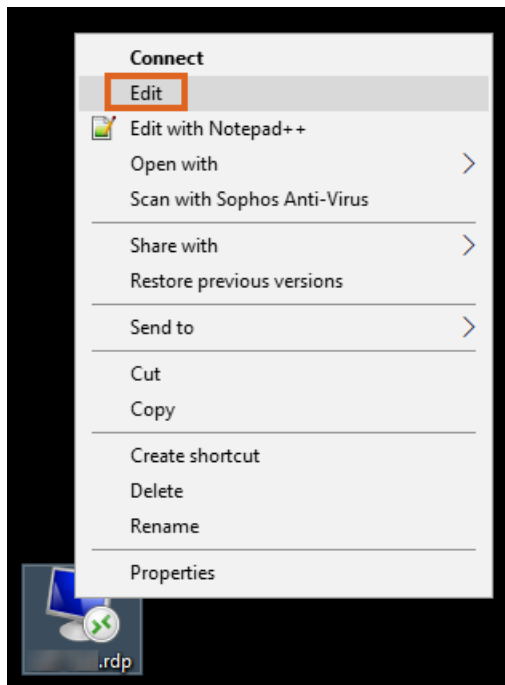 Connect
Edit
Edit with Notepad++
Open with
Scan with Sophos Anti-Virus
Share with
Restore previous versions
Send to
Cut
Copy
Create shortcut
Delete
Rename
Properties
.rdp